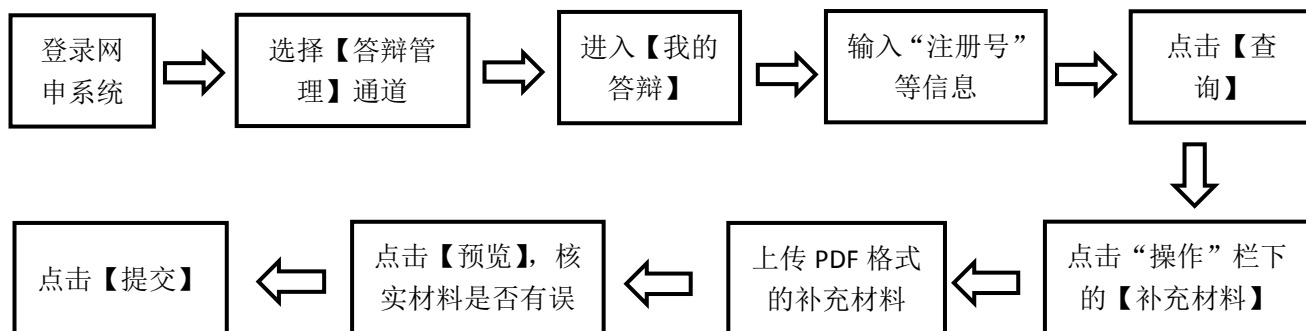 登录网
申系统
选择【答辩管
理】通道
进入【我的
答辩】
输入“注册号”
等信息
点击【查
询】
点击“操作”栏下
的【补充材料】
上传 PDF 格式
的补充材料
点击【预览】，核
实材料是否有误
点击【提交】